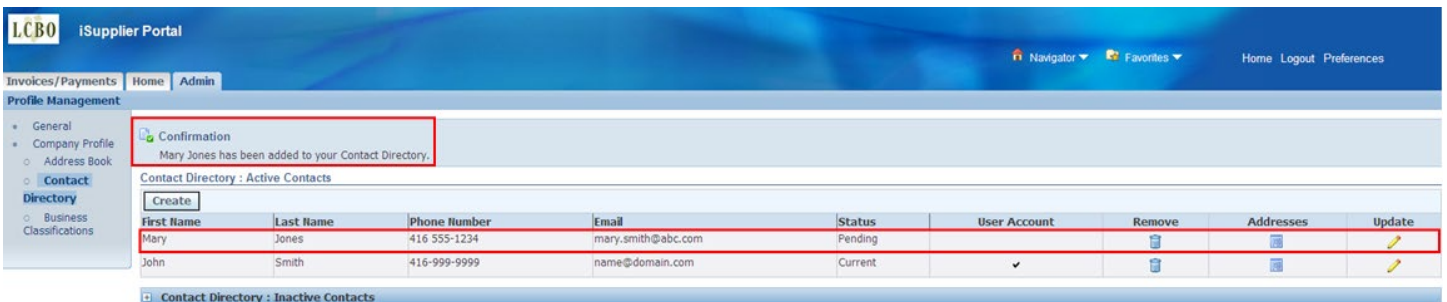 LCBO iSupplier Portal
Navigator Favorites Home Logout Preferences
Invoices/Payments Home Admin
Profile Management
General
Company Profile
Address Book
Contact
Directory
Business
Classifications
Confirmation
Mary Jones has been added to your Contact Directory.
Contact Directory : Active Contacts
Create
First Name Last Name Phone Number Email Status User Account Remove Addresses Update
Mary Jones 416 555-1234 mary.smith@abc.com Pending
John Smith 416-999-9999 name@domain.com Current
Contact Directory : Inactive Contacts